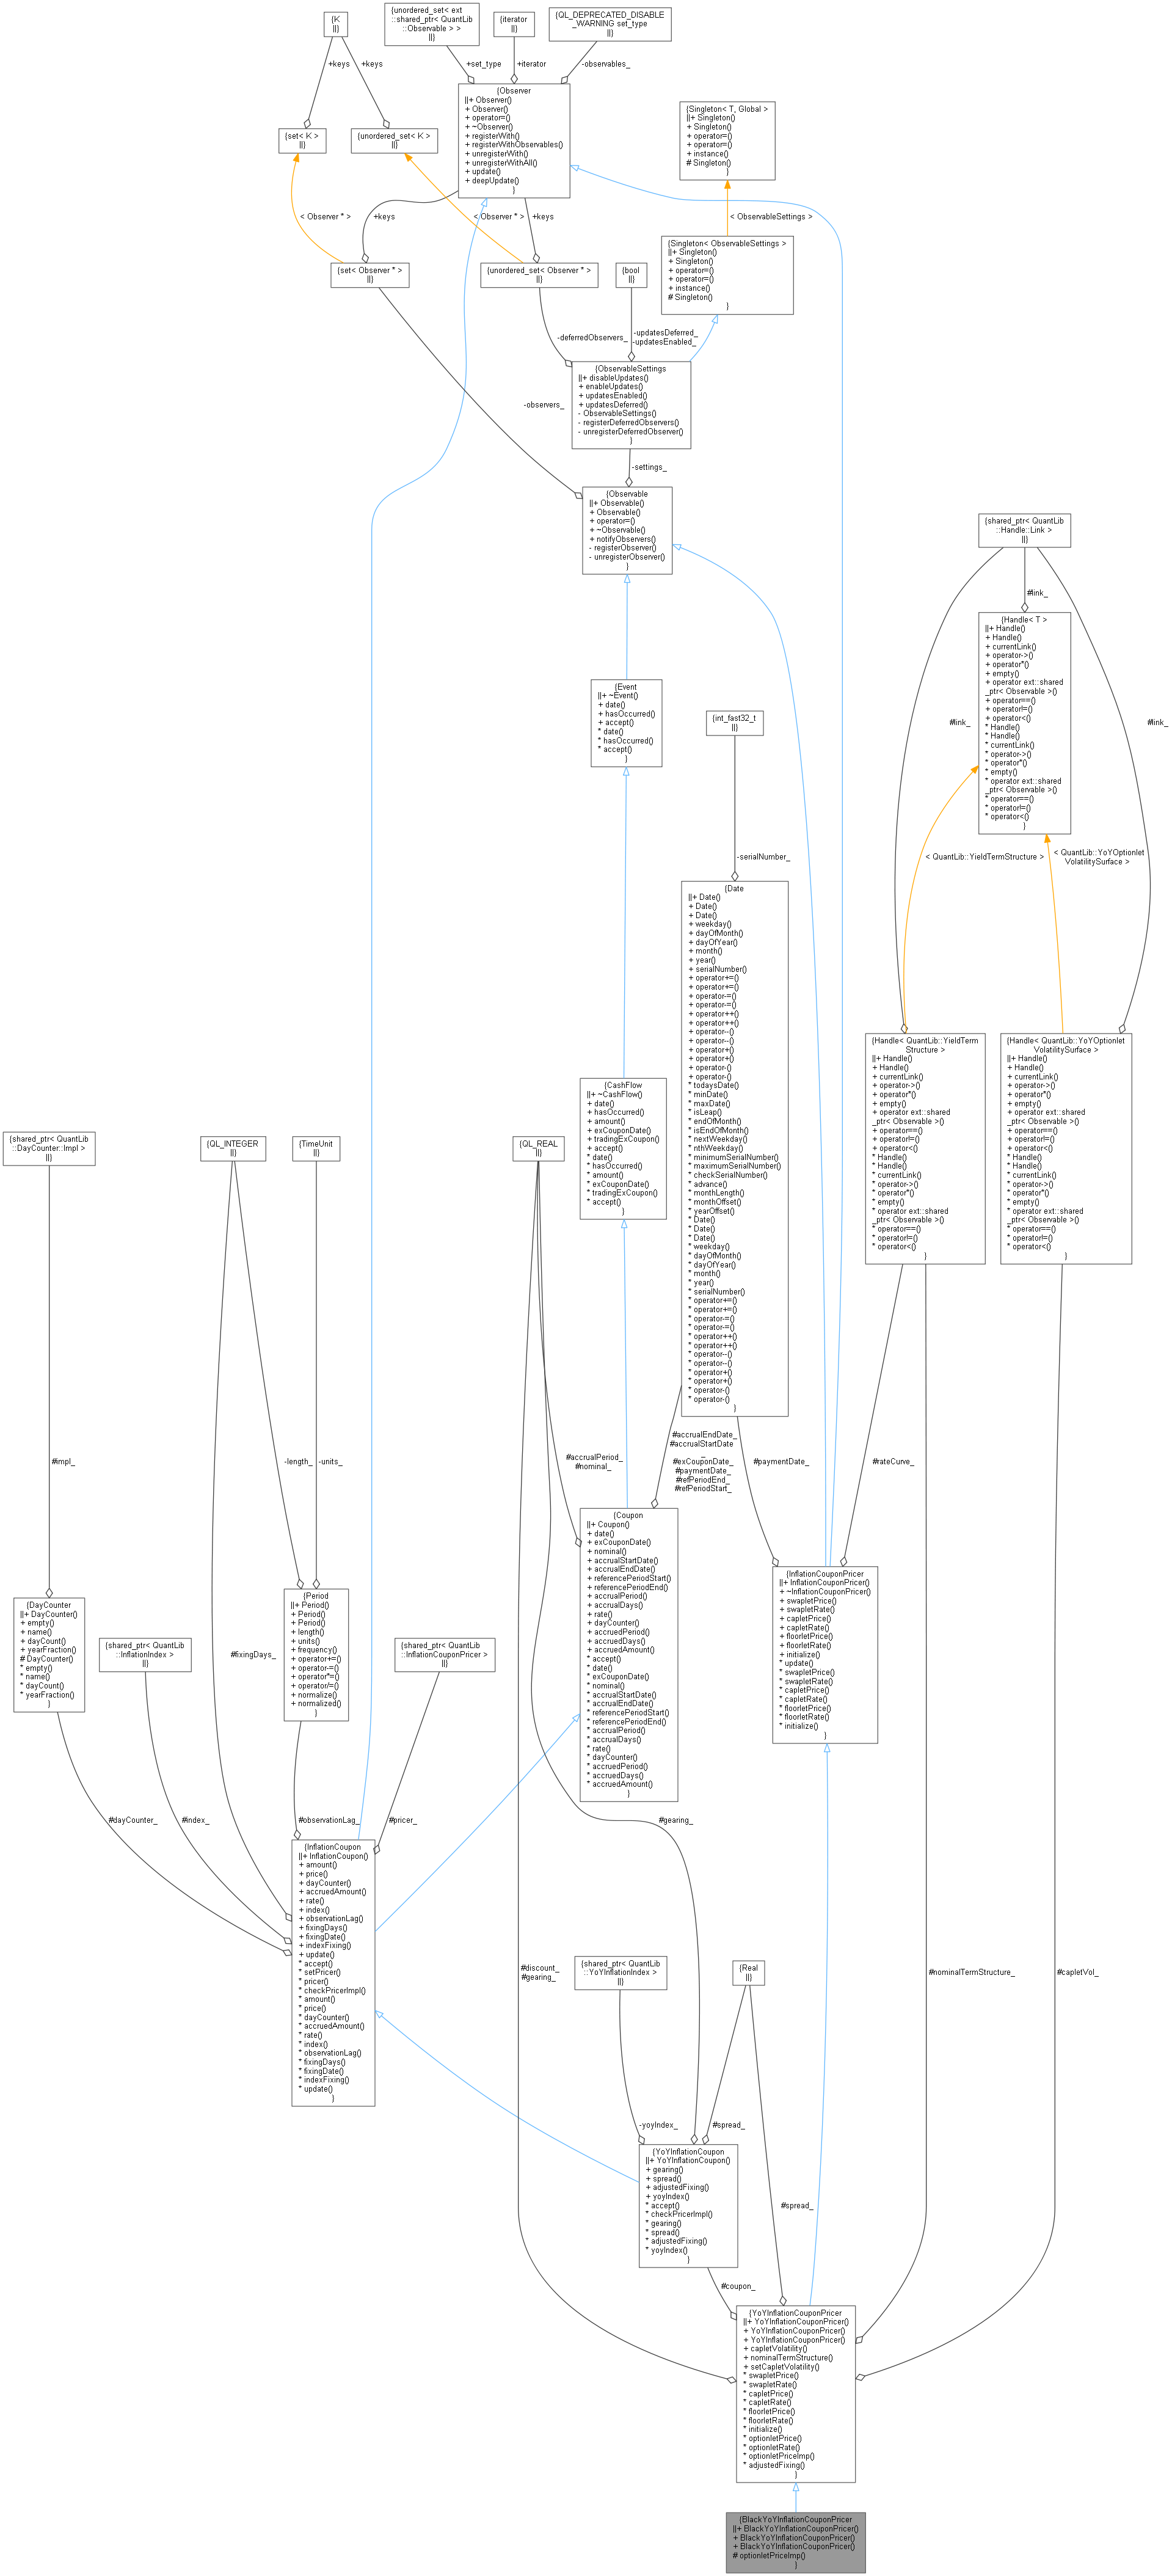 {K
||}
{unordered_set< ext
::shared_ptr< QuantLib
::Observable > >
||}
{iterator
||}
{QL_DEPRECATED_DISABLE
_WARNING set_type
||}
+keys
+keys
+set_type
+iterator
-observables_
{Observer
||+ Observer()
+ Observer()
+ operator=()
+ ~Observer()
+ registerWith()
+ registerWithObservables()
+ unregisterWith()
+ unregisterWithAll()
+ update()
+ deepUpdate()
}
{Singleton< T, Global >
||+ Singleton()
+ Singleton()
+ operator=()
+ operator=()
+ instance()
# Singleton()
}
{set< K >
||}
{unordered_set< K >
||}
< Observer * >
+keys
< Observer * >
+keys
< ObservableSettings >
{Singleton< ObservableSettings >
||+ Singleton()
+ Singleton()
+ operator=()
+ operator=()
+ instance()
# Singleton()
}
{set< Observer * >
||}
{unordered_set< Observer * >
||}
{bool
||}
-deferredObservers_
-updatesDeferred_
-updatesEnabled_
{ObservableSettings
||+ disableUpdates()
+ enableUpdates()
+ updatesEnabled()
+ updatesDeferred()
- ObservableSettings()
- registerDeferredObservers()
- unregisterDeferredObserver()
}
-observers_
-settings_
{Observable
||+ Observable()
+ Observable()
+ operator=()
+ ~Observable()
+ notifyObservers()
- registerObserver()
- unregisterObserver()
}
{shared_ptr< QuantLib
::Handle::Link >
||}
#link_
{Handle< T >
||+ Handle()
+ Handle()
+ currentLink()
+ operator->()
+ operator*()
+ empty()
+ operator ext::shared
_ptr< Observable >()
+ operator==()
+ operator!=()
+ operator<()
* Handle()
* Handle()
* currentLink()
* operator->()
* operator*()
* empty()
* operator ext::shared
_ptr< Observable >()
* operator==()
* operator!=()
* operator<()
}
{Event
||+ ~Event()
+ date()
+ hasOccurred()
+ accept()
* date()
* hasOccurred()
* accept()
}
{int_fast32_t
||}
#link_
#link_
-serialNumber_
< QuantLib::YieldTermStructure >
< QuantLib::YoYOptionlet
VolatilitySurface >
{Date
||+ Date()
+ Date()
+ Date()
+ weekday()
+ dayOfMonth()
+ dayOfYear()
+ month()
+ year()
+ serialNumber()
+ operator+=()
+ operator+=()
+ operator-=()
+ operator-=()
+ operator++()
+ operator++()
+ operator--()
+ operator--()
+ operator+()
+ operator+()
+ operator-()
+ operator-()
* todaysDate()
* minDate()
* maxDate()
* isLeap()
* endOfMonth()
* isEndOfMonth()
* nextWeekday()
* nthWeekday()
* minimumSerialNumber()
* maximumSerialNumber()
* checkSerialNumber()
* advance()
* monthLength()
* monthOffset()
* yearOffset()
* Date()
* Date()
* Date()
* weekday()
* dayOfMonth()
* dayOfYear()
* month()
* year()
* serialNumber()
* operator+=()
* operator+=()
* operator-=()
* operator-=()
* operator++()
* operator++()
* operator--()
* operator--()
* operator+()
* operator+()
* operator-()
* operator-()
}
{Handle< QuantLib::YieldTerm
Structure >
||+ Handle()
+ Handle()
+ currentLink()
+ operator->()
+ operator*()
+ empty()
+ operator ext::shared
_ptr< Observable >()
+ operator==()
+ operator!=()
+ operator<()
* Handle()
* Handle()
* currentLink()
* operator->()
* operator*()
* empty()
* operator ext::shared
_ptr< Observable >()
* operator==()
* operator!=()
* operator<()
}
{Handle< QuantLib::YoYOptionlet
VolatilitySurface >
||+ Handle()
+ Handle()
+ currentLink()
+ operator->()
+ operator*()
+ empty()
+ operator ext::shared
_ptr< Observable >()
+ operator==()
+ operator!=()
+ operator<()
* Handle()
* Handle()
* currentLink()
* operator->()
* operator*()
* empty()
* operator ext::shared
_ptr< Observable >()
* operator==()
* operator!=()
* operator<()
}
{CashFlow
||+ ~CashFlow()
+ date()
+ hasOccurred()
+ amount()
+ exCouponDate()
+ tradingExCoupon()
+ accept()
* date()
* hasOccurred()
* amount()
* exCouponDate()
* tradingExCoupon()
* accept()
}
{shared_ptr< QuantLib
::DayCounter::Impl >
||}
{QL_INTEGER
||}
{TimeUnit
||}
{QL_REAL
||}
#impl_
-length_
-units_
#accrualPeriod_
#nominal_
#accrualEndDate_
#accrualStartDate
_
#exCouponDate_
#paymentDate_
#refPeriodEnd_
#refPeriodStart_
#paymentDate_
#rateCurve_
{Coupon
||+ Coupon()
+ date()
+ exCouponDate()
+ nominal()
+ accrualStartDate()
+ accrualEndDate()
+ referencePeriodStart()
+ referencePeriodEnd()
+ accrualPeriod()
+ accrualDays()
+ rate()
+ dayCounter()
+ accruedPeriod()
+ accruedDays()
+ accruedAmount()
* accept()
* date()
* exCouponDate()
* nominal()
* accrualStartDate()
* accrualEndDate()
* referencePeriodStart()
* referencePeriodEnd()
* accrualPeriod()
* accrualDays()
* rate()
* dayCounter()
* accruedPeriod()
* accruedDays()
* accruedAmount()
}
{InflationCouponPricer
||+ InflationCouponPricer()
+ ~InflationCouponPricer()
+ swapletPrice()
+ swapletRate()
+ capletPrice()
+ capletRate()
+ floorletPrice()
+ floorletRate()
+ initialize()
* update()
* swapletPrice()
* swapletRate()
* capletPrice()
* capletRate()
* floorletPrice()
* floorletRate()
* initialize()
}
{DayCounter
||+ DayCounter()
+ empty()
+ name()
+ dayCount()
+ yearFraction()
# DayCounter()
* empty()
* name()
* dayCount()
* yearFraction()
}
{shared_ptr< QuantLib
::InflationIndex >
||}
#fixingDays_
{Period
||+ Period()
+ Period()
+ Period()
+ length()
+ units()
+ frequency()
+ operator+=()
+ operator-=()
+ operator*=()
+ operator/=()
+ normalize()
+ normalized()
}
{shared_ptr< QuantLib
::InflationCouponPricer >
||}
#dayCounter_
#index_
#observationLag_
#pricer_
#gearing_
{InflationCoupon
||+ InflationCoupon()
+ amount()
+ price()
+ dayCounter()
+ accruedAmount()
+ rate()
+ index()
+ observationLag()
+ fixingDays()
+ fixingDate()
+ indexFixing()
+ update()
* accept()
* setPricer()
* pricer()
* checkPricerImpl()
* amount()
* price()
* dayCounter()
* accruedAmount()
* rate()
* index()
* observationLag()
* fixingDays()
* fixingDate()
* indexFixing()
* update()
}
#discount_
#gearing_
{shared_ptr< QuantLib
::YoYInflationIndex >
||}
{Real
||}
#nominalTermStructure_
#capletVol_
-yoyIndex_
#spread_
#spread_
{YoYInflationCoupon
||+ YoYInflationCoupon()
+ gearing()
+ spread()
+ adjustedFixing()
+ yoyIndex()
* accept()
* checkPricerImpl()
* gearing()
* spread()
* adjustedFixing()
* yoyIndex()
}
#coupon_
{YoYInflationCouponPricer
||+ YoYInflationCouponPricer()
+ YoYInflationCouponPricer()
+ YoYInflationCouponPricer()
+ capletVolatility()
+ nominalTermStructure()
+ setCapletVolatility()
* swapletPrice()
* swapletRate()
* capletPrice()
* capletRate()
* floorletPrice()
* floorletRate()
* initialize()
* optionletPrice()
* optionletRate()
* optionletPriceImp()
* adjustedFixing()
}
{BlackYoYInflationCouponPricer
||+ BlackYoYInflationCouponPricer()
+ BlackYoYInflationCouponPricer()
+ BlackYoYInflationCouponPricer()
# optionletPriceImp()
}